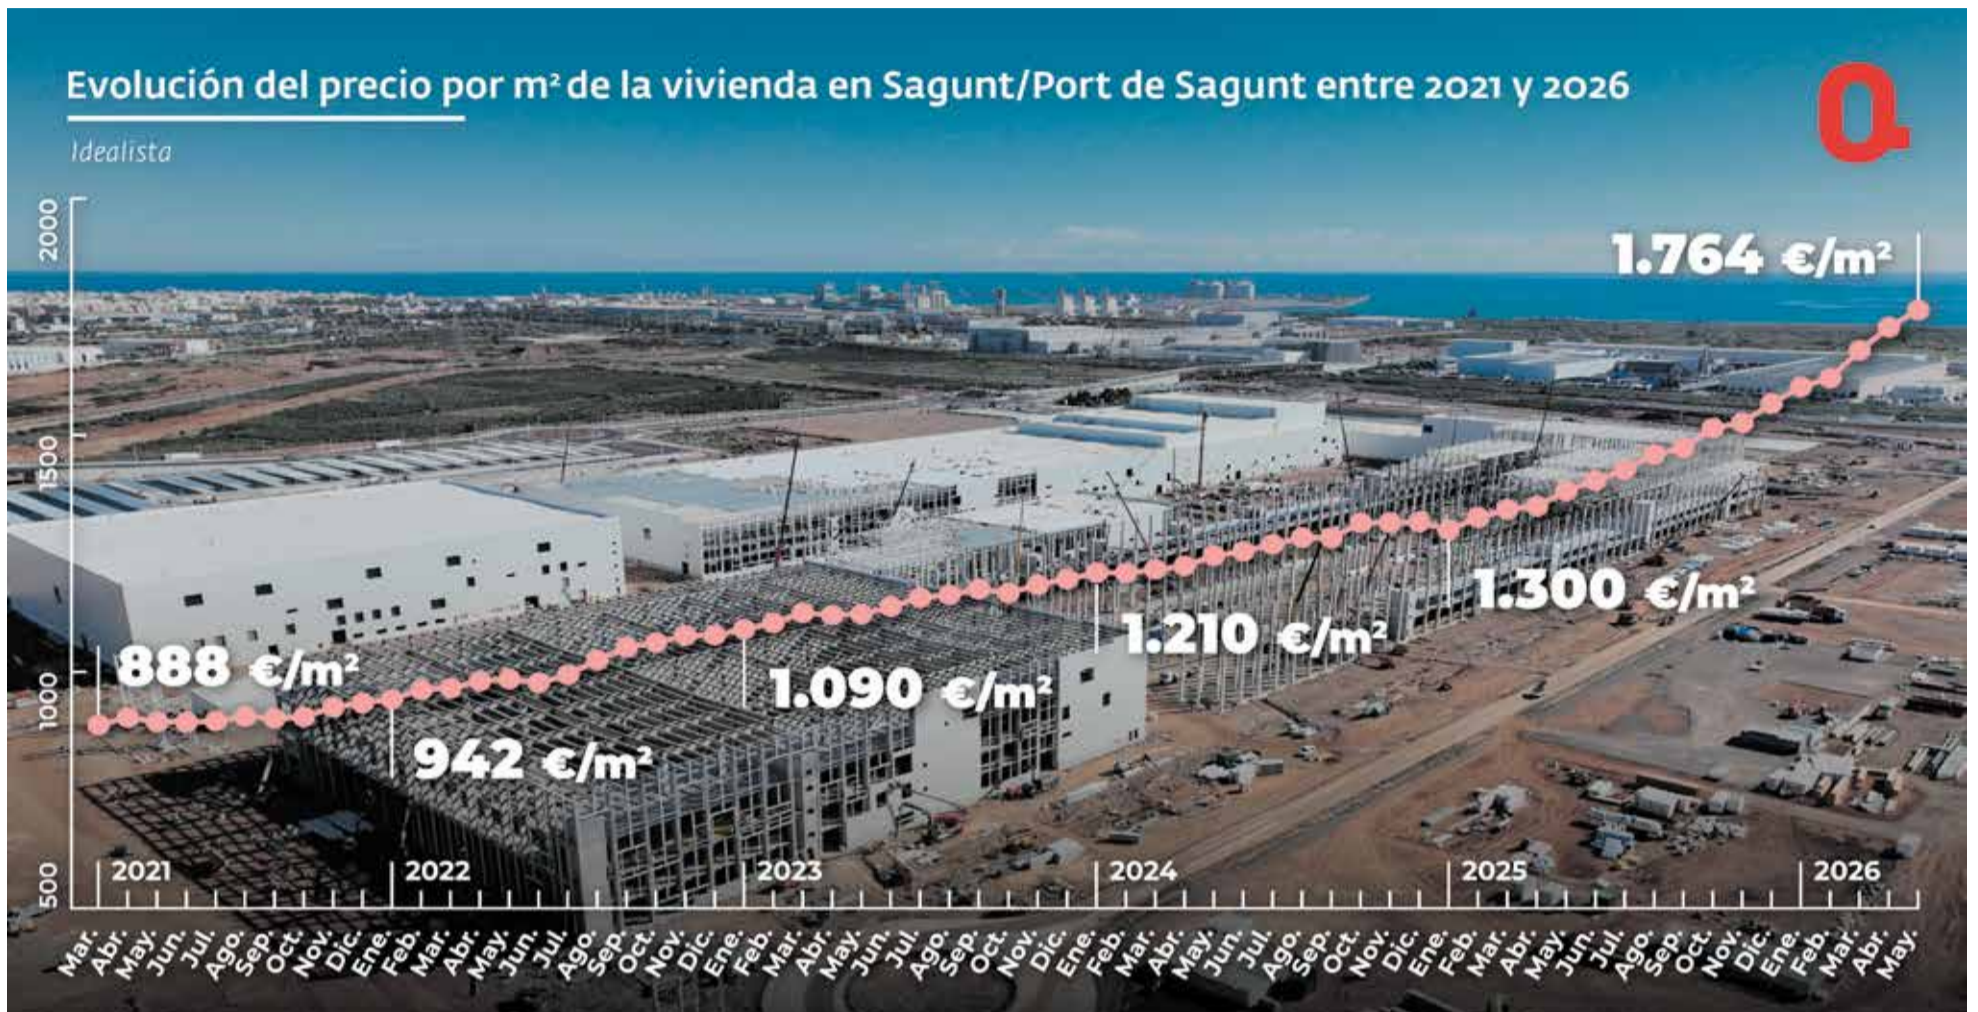 Evolución del precio por m² de la vivienda en Sagunt/Port de Sagunt entre 2021 y 2026
Q
Idealista
2000
1500
1000
500
888 €/m²
942 €/m²
1.090 €/m²
1.210 €/m²
1.300 €/m²
1.764 €/m²
2021
2022
2023
2024
2025
2026
Mar. Abr. May. Jun. Jul. Ago. Sep. Oct. Nov. Dic. Ene. Feb. Mar. Abr. May. Jun. Jul. Ago. Sep. Oct. Nov. Dic. Ene. Feb. Mar. Abr. May. Jun. Jul. Ago. Sep. Oct. Nov. Dic. Ene. Feb. Mar. Abr. May. Jun. Jul. Ago. Sep. Oct. Nov. Dic. Ene. Feb. Mar. Abr. May. Jun. Jul. Ago. Sep. Oct. Nov. Dic. Ene. Feb. Mar. Abr. May.